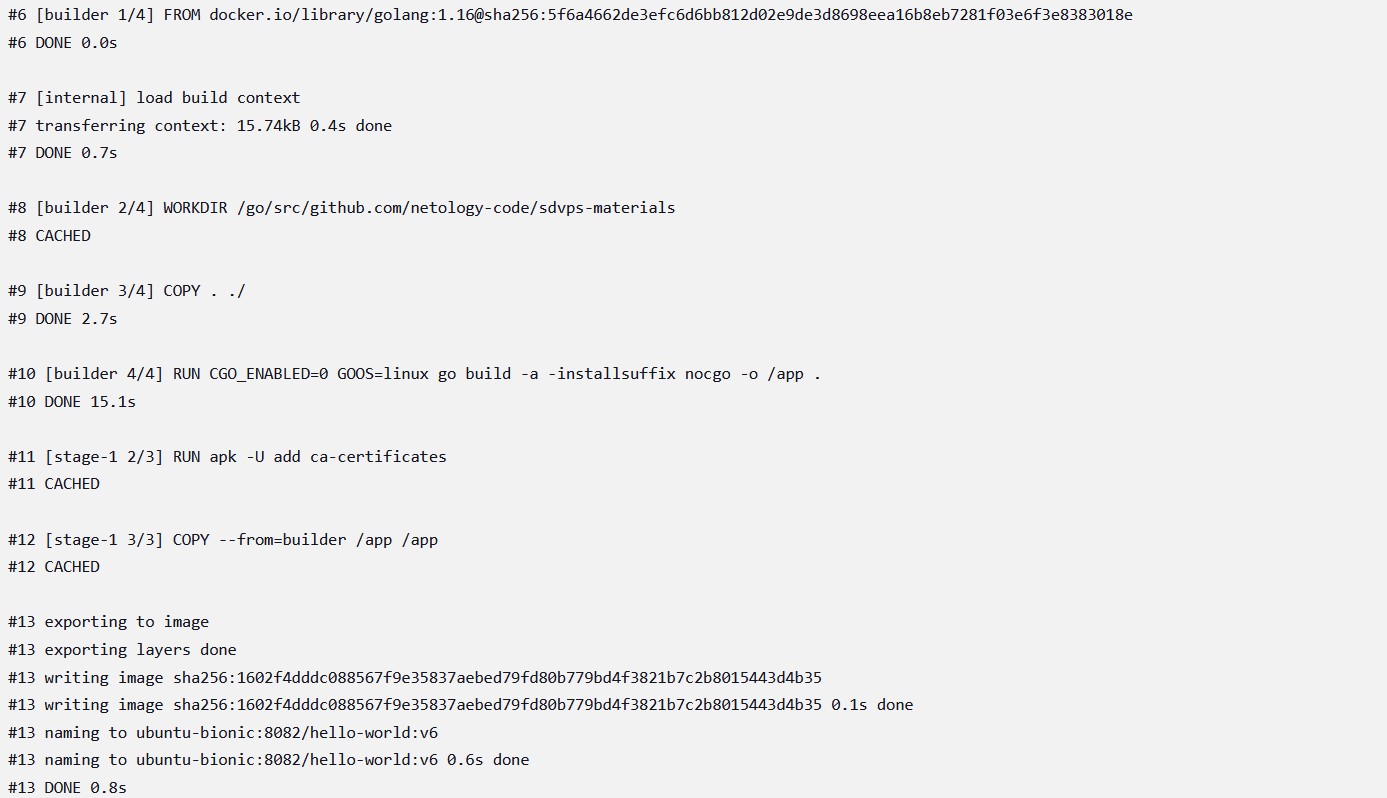 #6 [builder 1/4] FROM docker.io/library/golang:1.16@sha256:5f6a4662de3efc6d6bb812d02e9de3d8698eea16b8eb7281f03e6f3e8383018e
#6 DONE 0.0s
#7 [internal] load build context
#7 transferring context: 15.74kB 0.4s done
#7 DONE 0.7s
#8 [builder 2/4] WORKDIR /go/src/github.com/netology-code/sdvps-materials
#8 CACHED
#9 [builder 3/4] COPY . ./
#9 DONE 2.7s
#10 [builder 4/4] RUN CGO_ENABLED=0 GOOS=linux go build -a -installsuffix nocgo -o /app .
#10 DONE 15.1s
#11 [stage-1 2/3] RUN apk -U add ca-certificates
#11 CACHED
#12 [stage-1 3/3] COPY --from=builder /app /app
#12 CACHED
#13 exporting to image
#13 exporting layers done
#13 writing image sha256:1602f4dddc088567f9e35837aebed79fd80b779bd4f3821b7c2b8015443d4b35
#13 writing image sha256:1602f4dddc088567f9e35837aebed79fd80b779bd4f3821b7c2b8015443d4b35 0.1s done
#13 naming to ubuntu-bionic:8082/hello-world:v6
#13 naming to ubuntu-bionic:8082/hello-world:v6 0.6s done
#13 DONE 0.8s